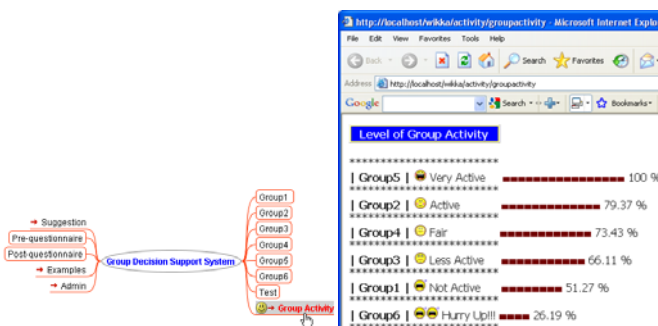 http://localhost/wikka/activity/groupactivity - Microsoft Internet Explo
File Edit View Favorites Tools Help
Back Search Favorites
Address http://localhost/wikka/activity/groupactivity
Google Search Bookmarks
Level of Group Activity
************************
| Group5 | Very Active 100 %
************************
| Group2 | Active 79.37 %
************************
| Group4 | Fair 73.43 %
************************
| Group3 | Less Active 66.11 %
************************
| Group1 | Not Active 51.27 %
************************
| Group6 | Hurry Up!!! 26.19 %
Suggestion
Pre-questionnaire
Post-questionnaire
Examples
Admin
Group Decision Support System
Group1
Group2
Group3
Group4
Group5
Group6
Test
Group Activity